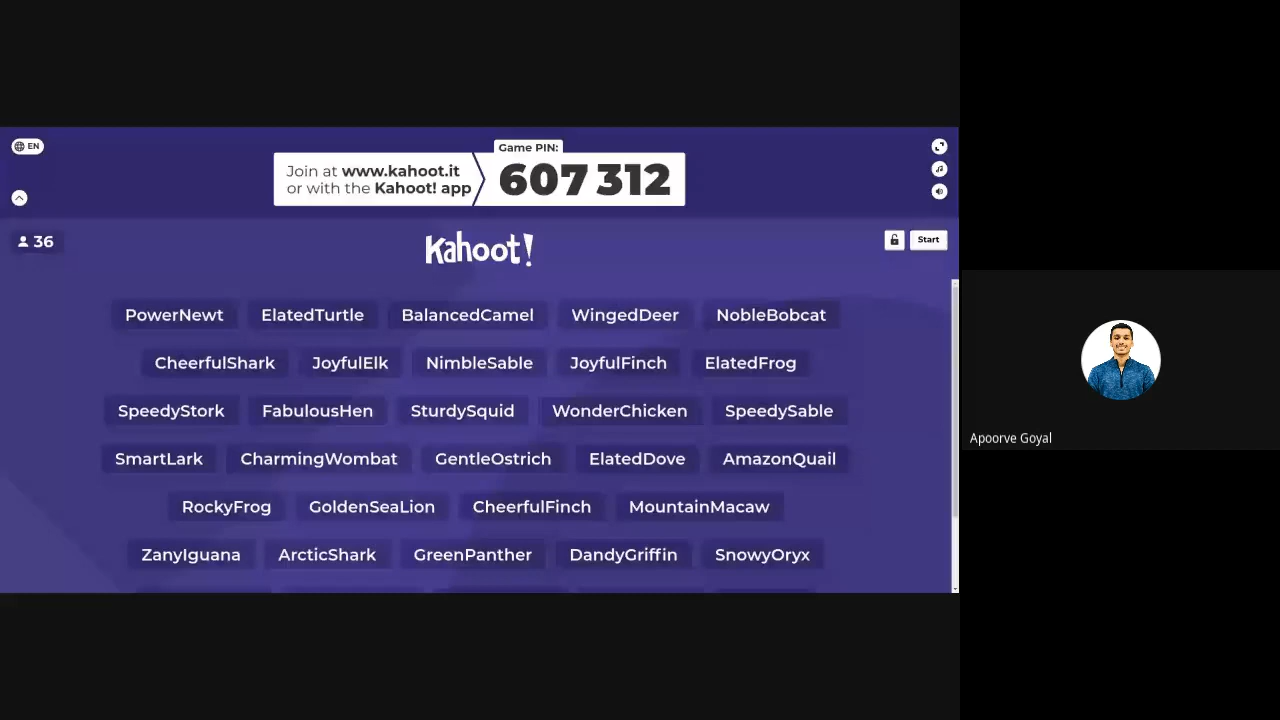 EN
Game PIN:
Join at www.kahoot.it
or with the Kahoot! app
607 312
36
Kahoot!
Start
PowerNewt ElatedTurtle BalancedCamel WingedDeer NobleBobcat
CheerfulShark JoyfulElk NimbleSable JoyfulFinch ElatedFrog
SpeedyStork FabulousHen SturdySquid WonderChicken SpeedySable
SmartLark CharmingWombat GentleOstrich ElatedDove AmazonQuail
RockyFrog GoldenSeaLion CheerfulFinch MountainMacaw
ZanyIguana ArcticShark GreenPanther DandyGriffin SnowyOryx
Apoorve Goyal